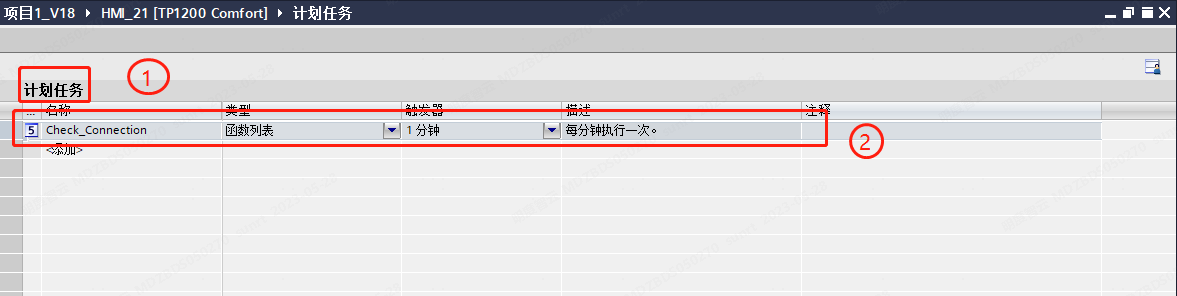 项目1_V18 ▸ HMI_21 [TP1200 Comfort] ▸ 计划任务
1
计划任务
... 名称 类型 触发器 描述 注释
5 Check_Connection 函数列表 1 分钟 每分钟执行一次。
2
<添加>